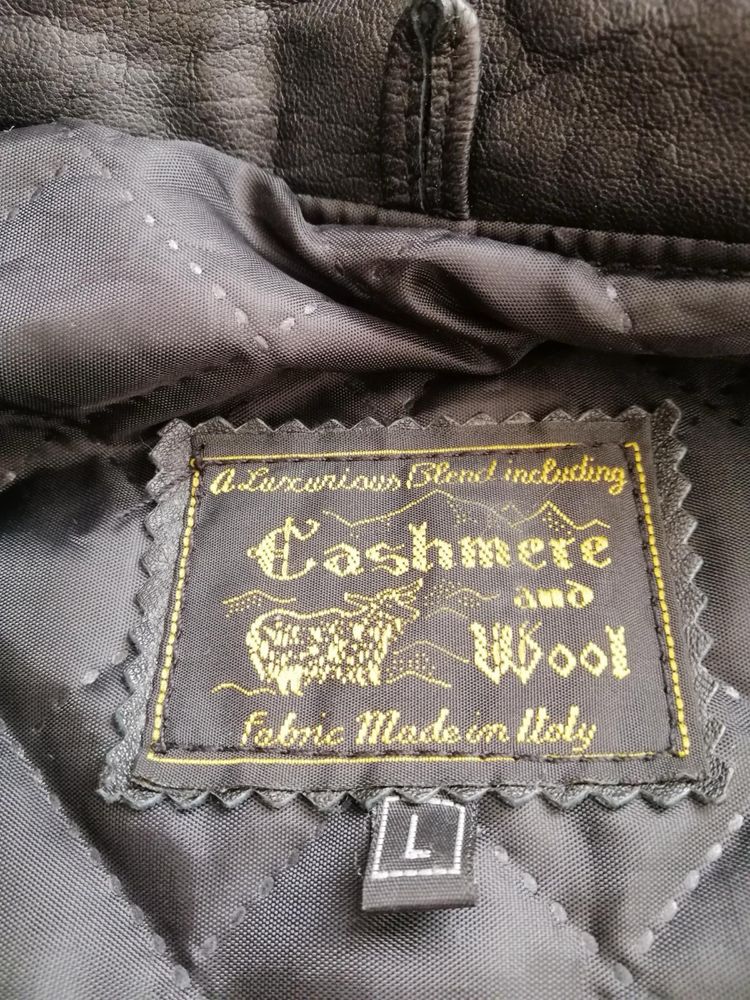 A Luxurious Blend including
Cashmere
and
Wool
Fabric Made in Italy
L